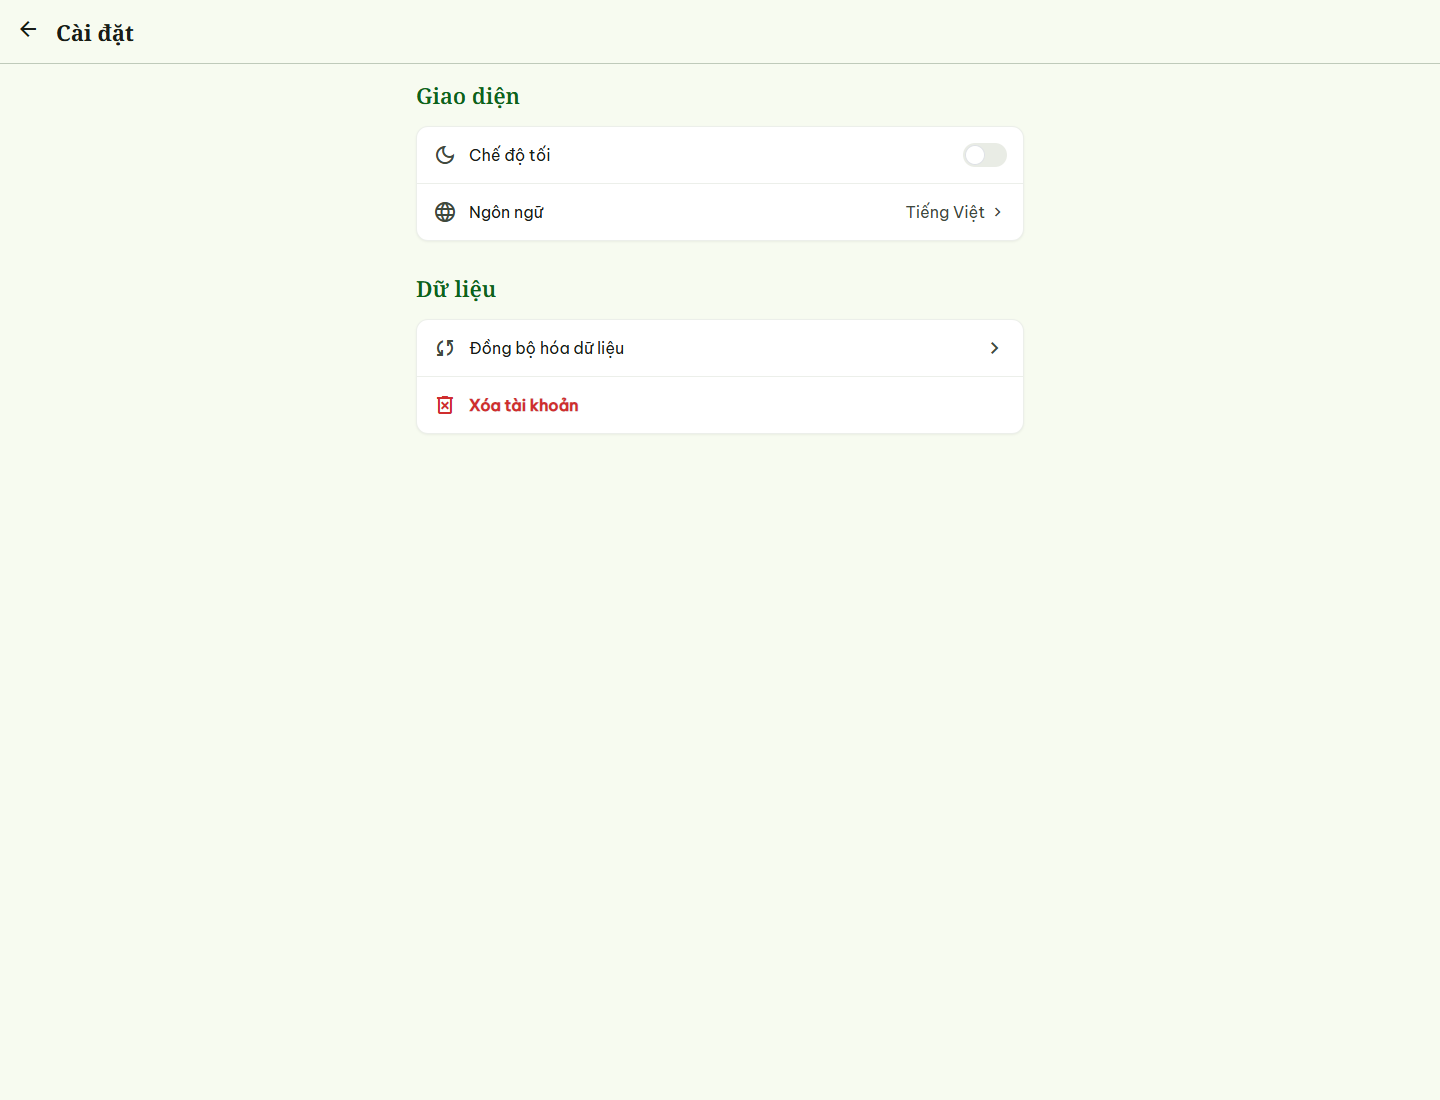 Cài đặt
Giao diện
Chế độ tối
Ngôn ngữ
Tiếng Việt
Dữ liệu
Đồng bộ hóa dữ liệu
Xóa tài khoản